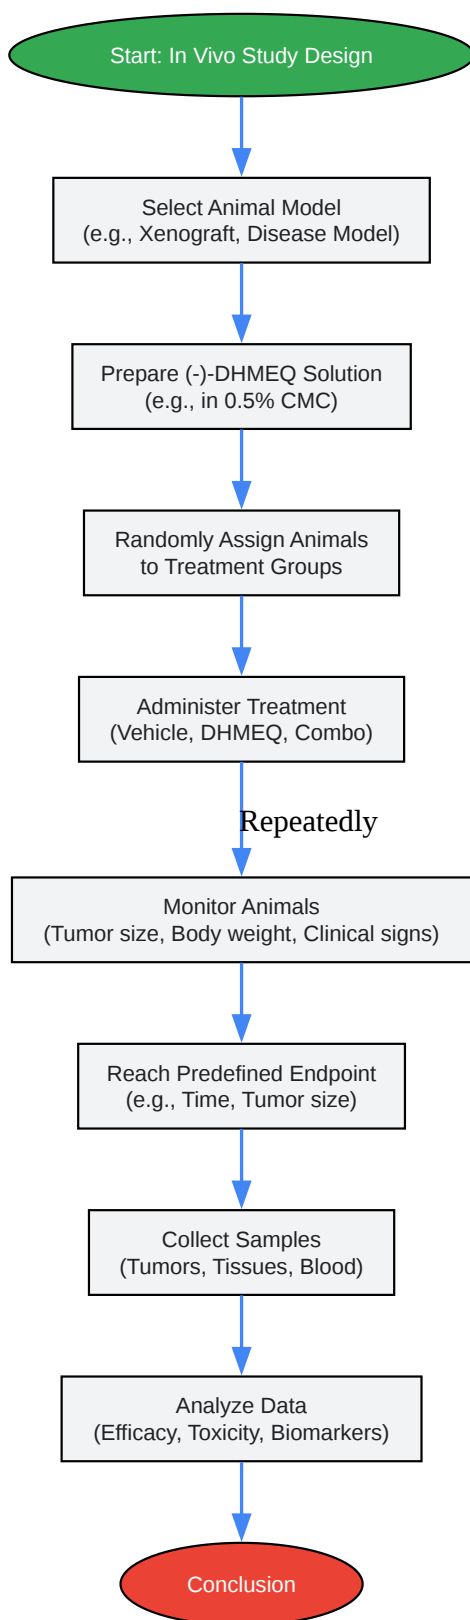 Start: In Vivo Study Design
Select Animal Model
(e.g., Xenograft, Disease Model)
Prepare (-)-DHMEQ Solution
(e.g., in 0.5% CMC)
Randomly Assign Animals
to Treatment Groups
Administer Treatment
(Vehicle, DHMEQ, Combo)
Repeatedly
Monitor Animals
(Tumor size, Body weight, Clinical signs)
Reach Predefined Endpoint
(e.g., Time, Tumor size)
Collect Samples
(Tumors, Tissues, Blood)
Analyze Data
(Efficacy, Toxicity, Biomarkers)
Conclusion